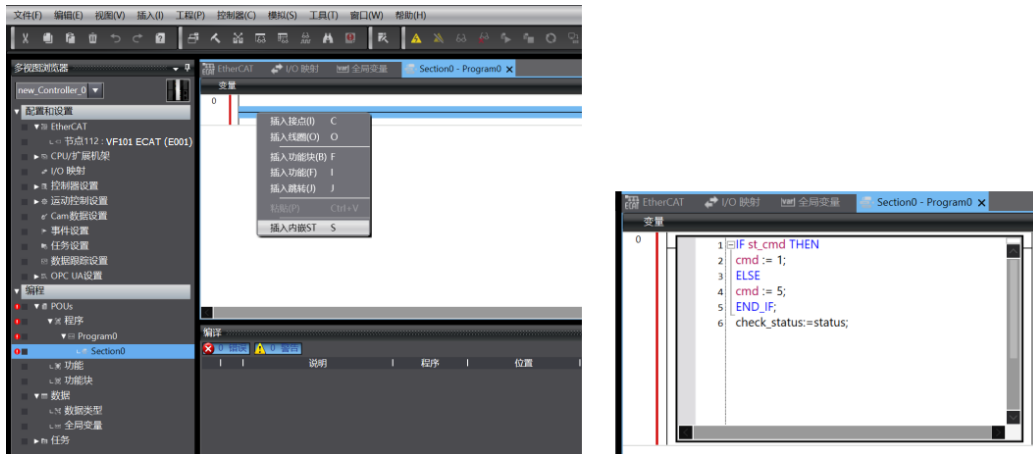 文件(F) 编辑(E) 视图(V) 插入(I) 工程(P) 控制器(C) 模拟(S) 工具(T) 窗口(W) 帮助(H)
多视图浏览器
new_Controller_0
配置和设置
EtherCAT
节点112 : VF101 ECAT (E001)
CPU/扩展机架
I/O 映射
控制器设置
运动控制设置
Cam数据设置
事件设置
任务设置
数据跟踪设置
OPC UA设置
编程
POUs
程序
Program0
Section0
功能
功能块
数据
数据类型
全局变量
任务
EtherCAT I/O 映射 全局变量 Section0 - Program0
变量
0
插入接点(I) C
插入线圈(O) O
插入功能块(B) F
插入功能(F) I
插入跳转(J) J
粘贴(P) Ctrl+V
插入内嵌ST S
编译
0 错误 0 警告
说明 程序 位置
EtherCAT I/O 映射 全局变量 Section0 - Program0
变量
0
1 IF st_cmd THEN
2 cmd := 1;
3 ELSE
4 cmd := 5;
5 END_IF;
6 check_status:=status;